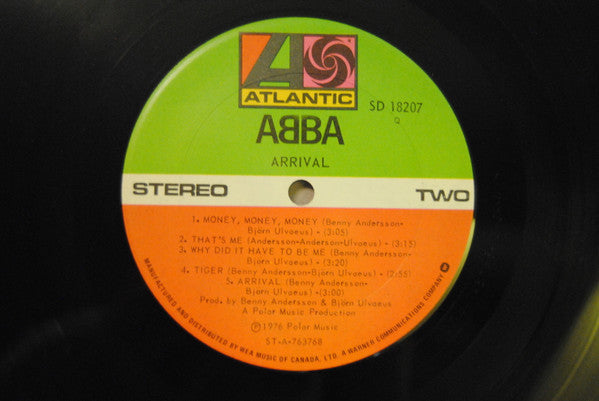 ATLANTIC
SD 18207
Q
ABBA
ARRIVAL
STEREO
TWO
1. MONEY, MONEY, MONEY (Benny Andersson-
Björn Ulvaeus) - (3:05)
2. THAT'S ME (Andersson-Anderson-Ulvaeus) - (3:15)
3. WHY DID IT HAVE TO BE ME (Benny Andersson-
Björn Ulvaeus) - (3:20)
4. TIGER (Benny Andersson-Björn Ulvaeus) - (2:55)
5. ARRIVAL (Benny Andersson-
Björn Ulvaeus) - (3:00)
Prod. by Benny Andersson & Björn Ulvaeus
A Polar Music Production
Ⓟ 1976 Polar Music
ST-A-763768
MANUFACTURED AND DISTRIBUTED BY WEA MUSIC OF CANADA, LTD. A WARNER COMMUNICATIONS COMPANY